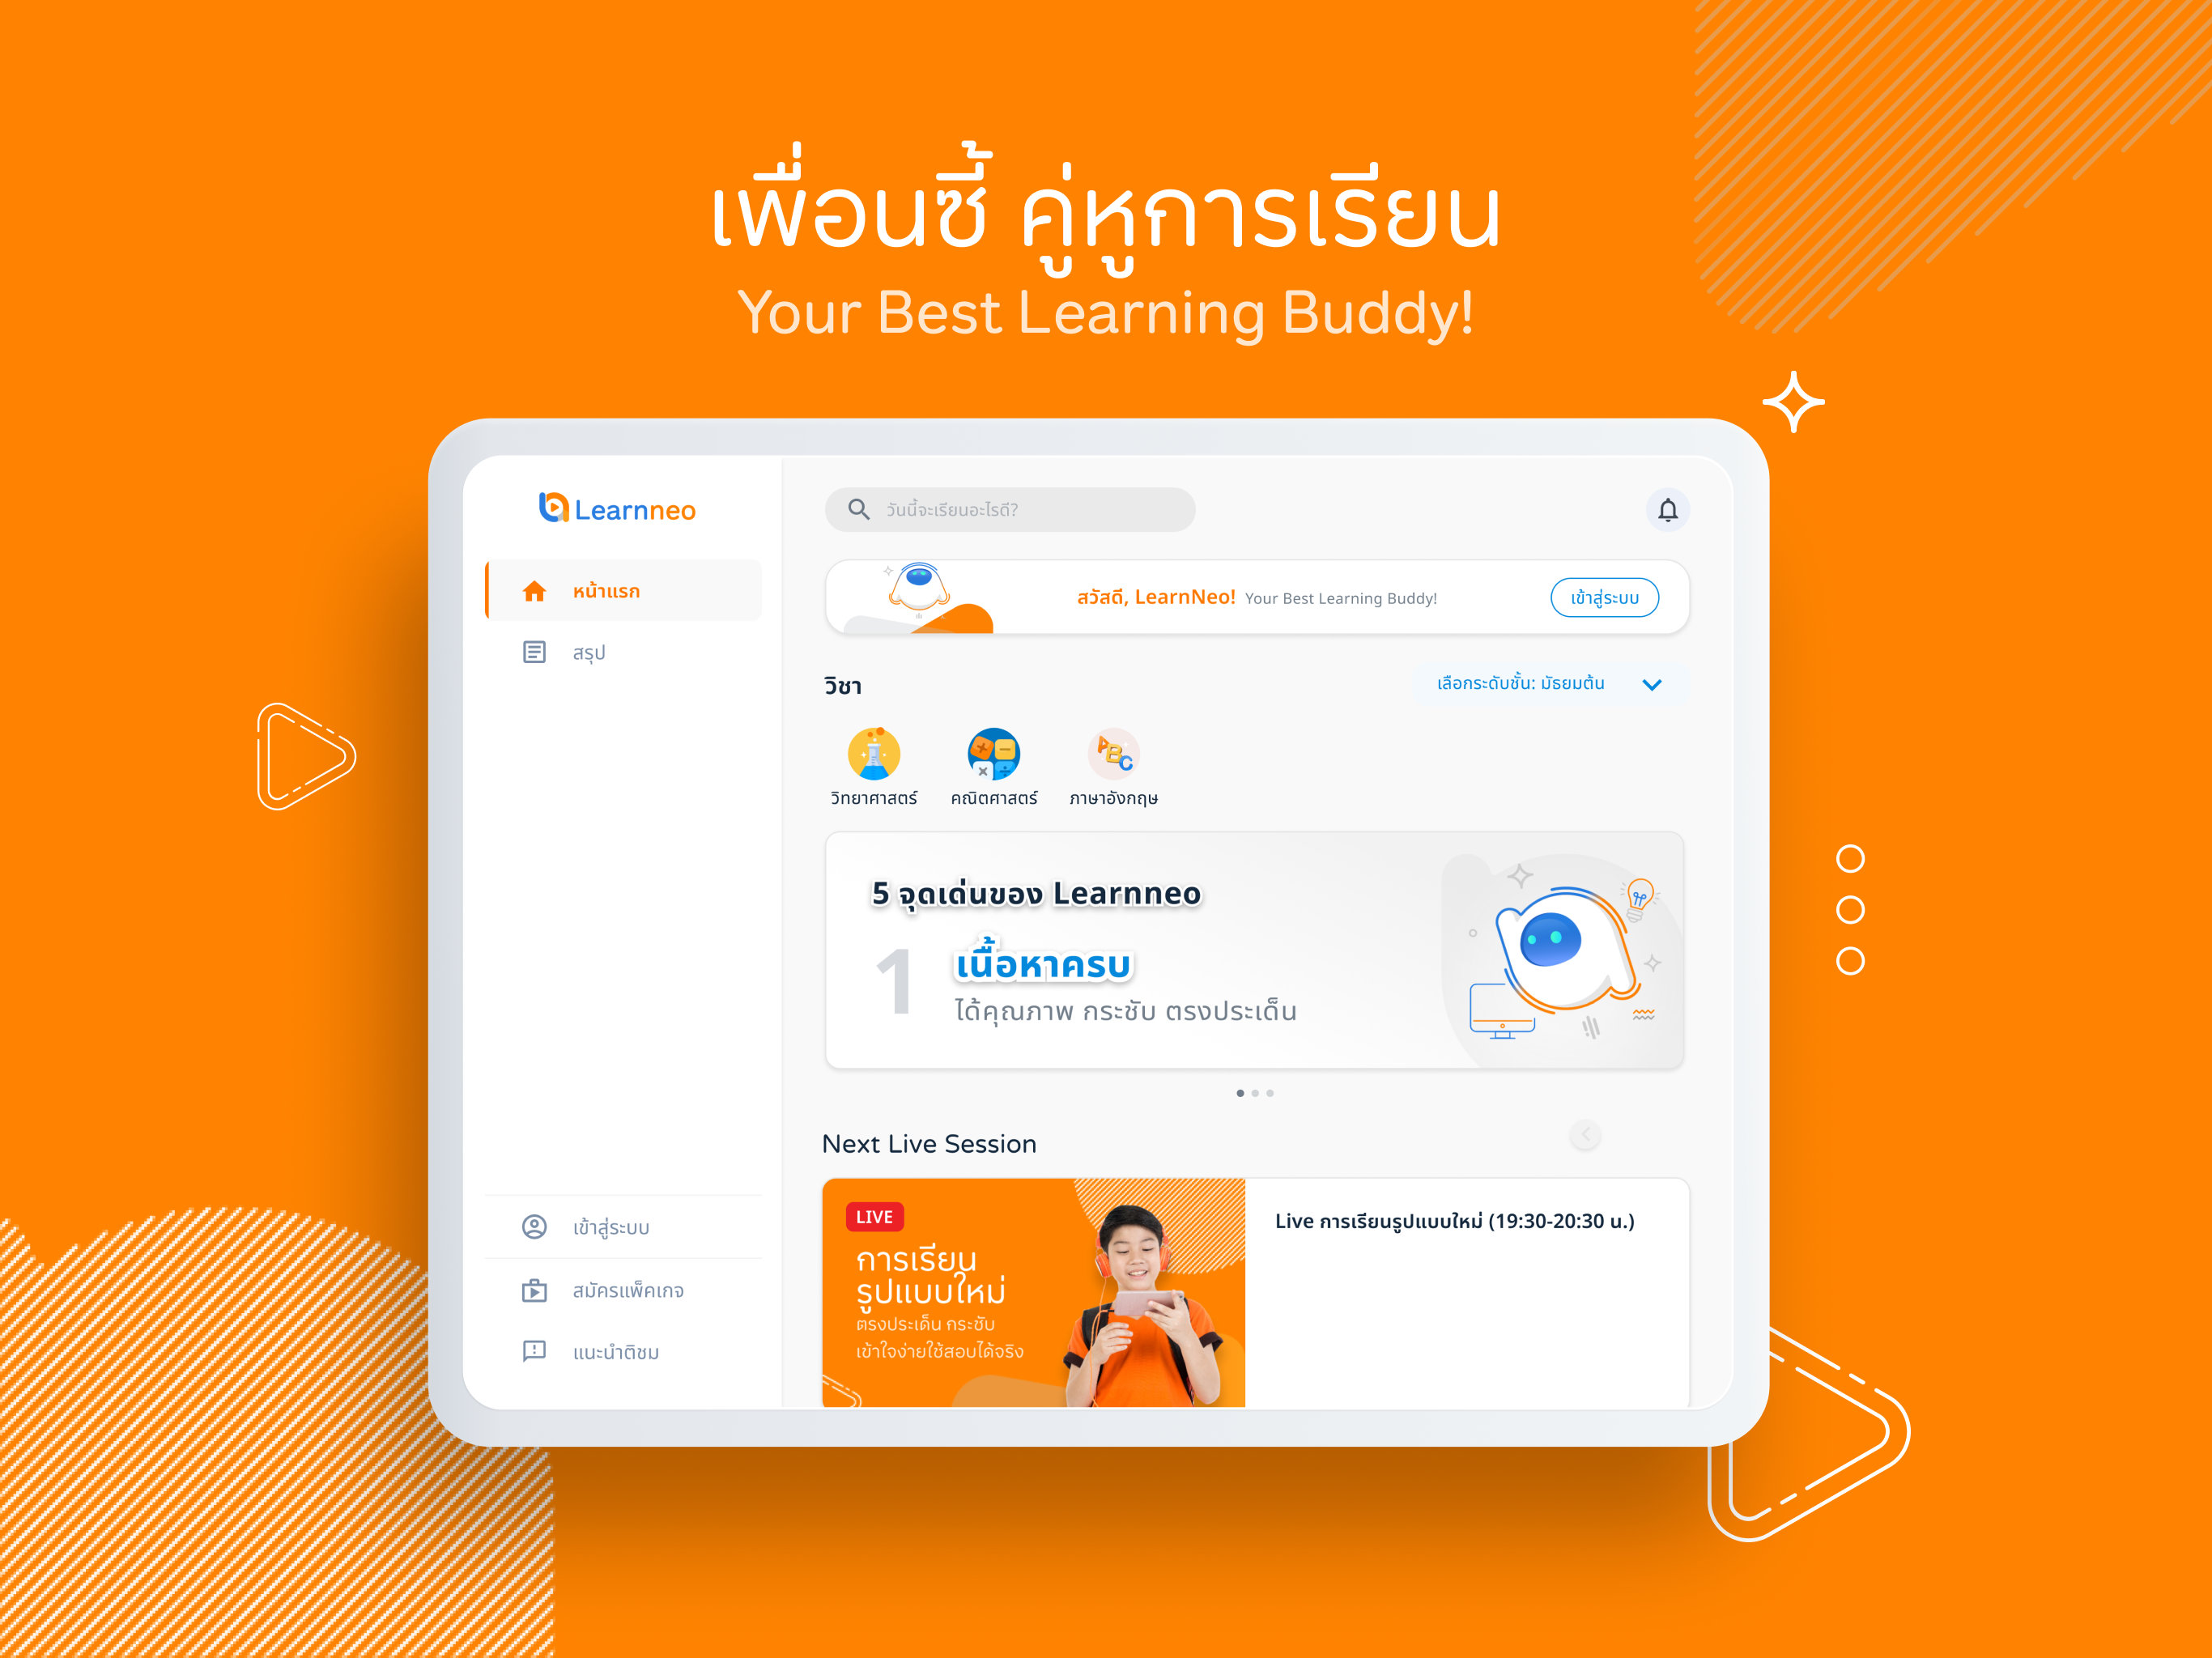 เพื่อนซี้ คู่หูการเรียน
Your Best Learning Buddy!
Learnneo
หน้าแรก
สรุป
เข้าสู่ระบบ
สมัครแพ็คเกจ
แนะนำติชม
วันนี้จะเรียนอะไรดี?
สวัสดี, LearnNeo! Your Best Learning Buddy!
เข้าสู่ระบบ
วิชา
เลือกระดับชั้น: มัธยมต้น
วิทยาศาสตร์
คณิตศาสตร์
ภาษาอังกฤษ
5 จุดเด่นของ Learnneo
1
เนื้อหาครบ
ได้คุณภาพ กระชับ ตรงประเด็น
Next Live Session
LIVE
การเรียน
รูปแบบใหม่
ตรงประเด็น กระชับ
เข้าใจง่ายใช้สอบได้จริง
Live การเรียนรูปแบบใหม่ (19:30-20:30 น.)